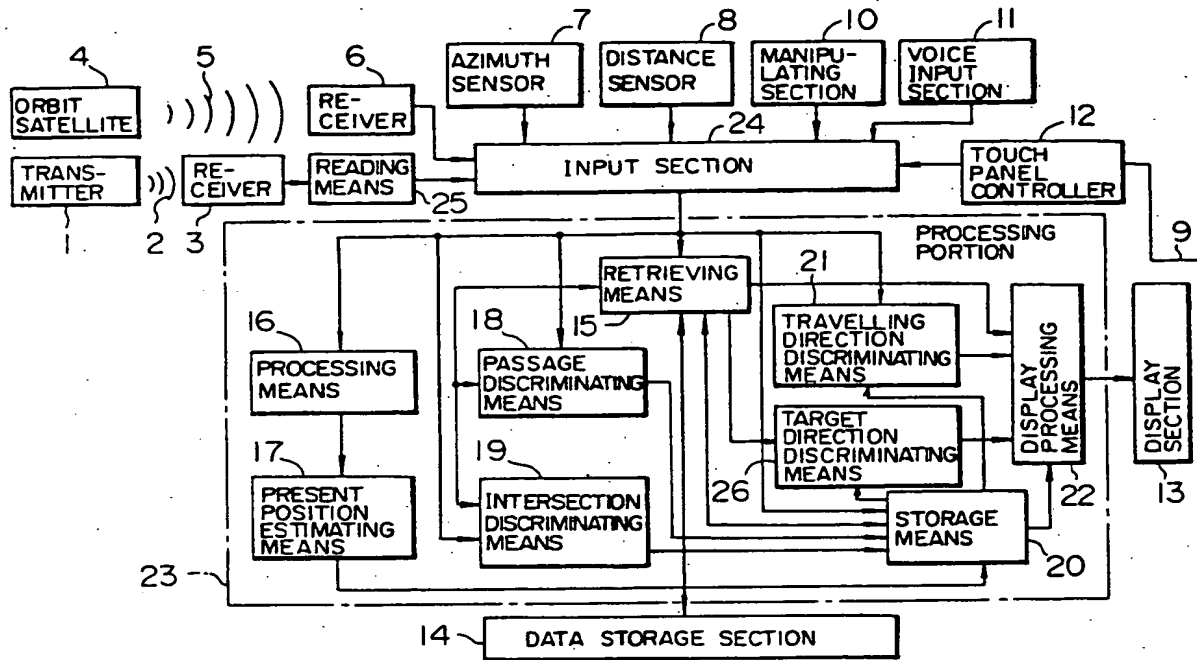 7
8
10
11
4
5
6
AZIMUTH
SENSOR
DISTANCE
SENSOR
MANIPU-
LATING
SECTION
VOICE
INPUT
SECTION
ORBIT
SATELLITE
RE-
CEIVER
24
12
TRANS-
MITTER
RE-
CEIVER
READING
MEANS
INPUT SECTION
TOUCH
PANEL
CONTROLLER
1
2
3
25
9
PROCESSING
PORTION
RETRIEVING
MEANS
21
16
18
15
TRAVELLING
DIRECTION
DISCRIMINATING
MEANS
PROCESSING
MEANS
PASSAGE
DISCRIMINATING
MEANS
DISPLAY
PROCESSING
MEANS
DISPLAY
SECTION
17
19
TARGET
DIRECTION
DISCRIMINATING
MEANS
26
22
13
PRESENT
POSITION
ESTIMATING
MEANS
INTERSECTION
DISCRIMINATING
MEANS
STORAGE
MEANS
20
23
14
DATA STORAGE SECTION